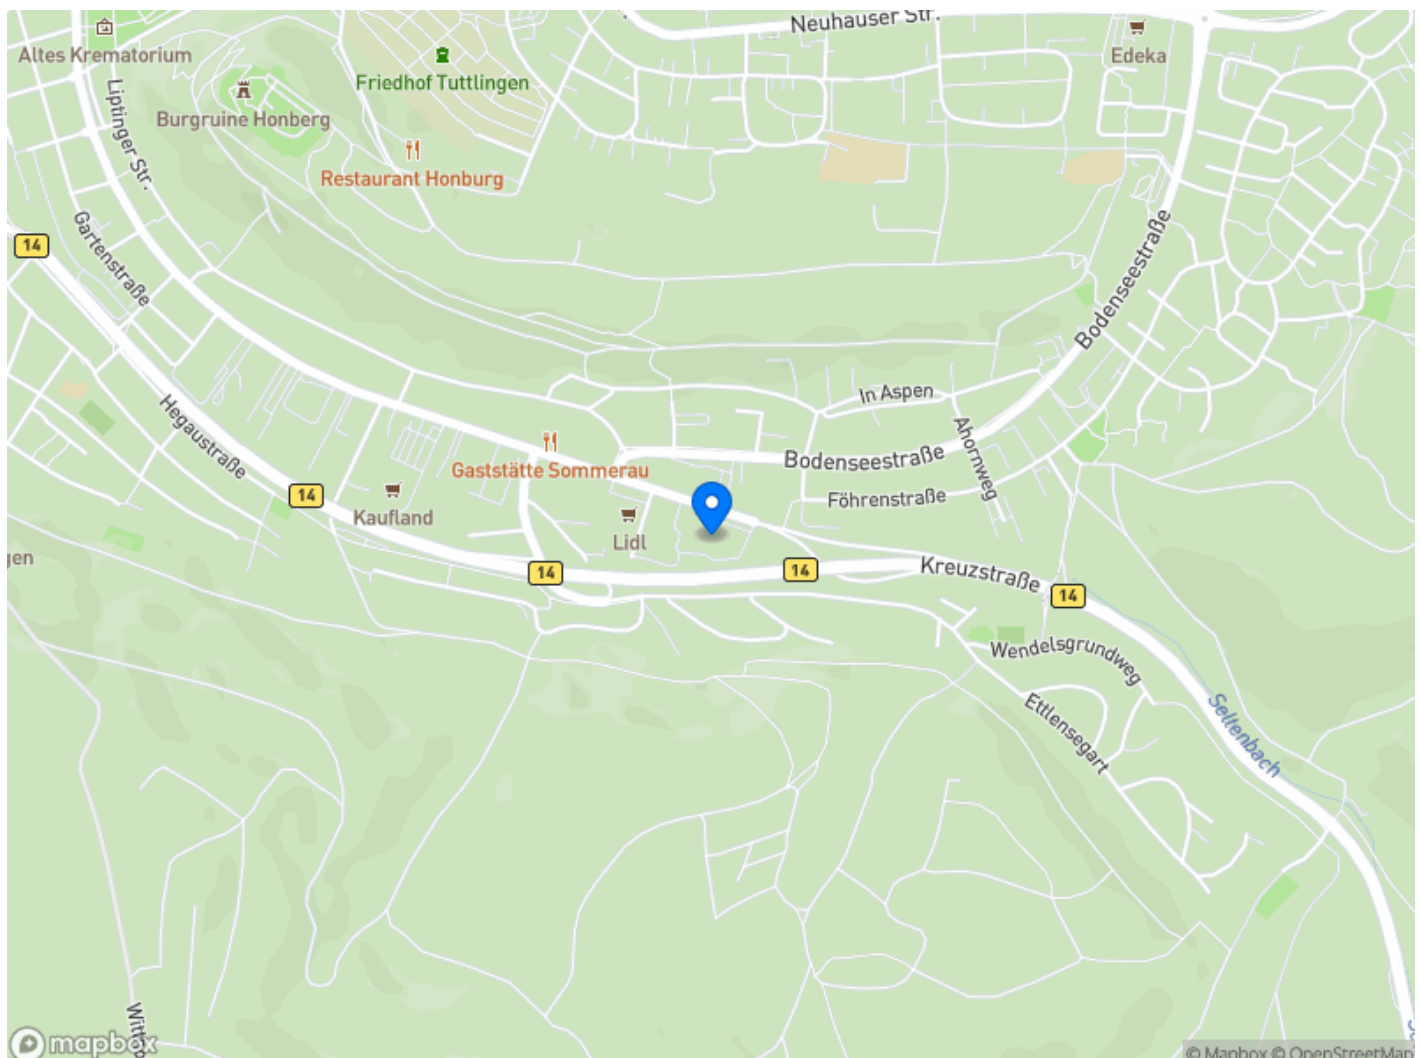 Neuhauser Str.
Edeka
Altes Krematorium
Friedhof Tuttlingen
Liptinger Str.
Burgruine Honberg
Restaurant Honburg
Gartenstraße
14
Bodenseestraße
In Aspen
Hegaustraße
Ahornweg
Gaststätte Sommerau
Bodenseestraße
14
Kaufland
Föhrenstraße
Lidl
gen
14
14
Kreuzstraße
14
Wendelsgrundweg
Ettlensegart
Seltenbach
mapbox
© Mapbox © OpenStreetMap